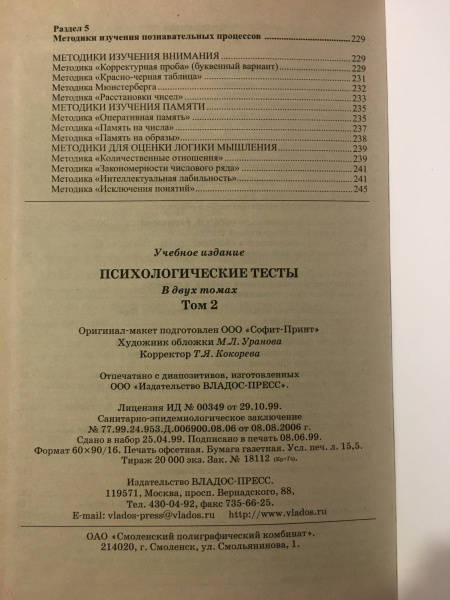 Раздел 5
Методики изучения познавательных процессов ................... 229
МЕТОДИКИ ИЗУЧЕНИЯ ВНИМАНИЯ ................... 229
Методика «Корректурная проба» (буквенный вариант) ................... 229
Методика «Красно-черная таблица» ................... 231
Методика Мюнстерберга ................... 232
Методика «Расстановки чисел» ................... 233
МЕТОДИКИ ИЗУЧЕНИЯ ПАМЯТИ ................... 235
Методика «Оперативная память» ................... 235
Методика «Память на числа» ................... 237
Методика «Память на образы» ................... 238
МЕТОДИКИ ДЛЯ ОЦЕНКИ ЛОГИКИ МЫШЛЕНИЯ ................... 239
Методика «Количественные отношения» ................... 239
Методика «Закономерности числового ряда» ................... 241
Методика «Интеллектуальная лабильность» ................... 241
Методика «Исключения понятий» ................... 245
Учебное издание
ПСИХОЛОГИЧЕСКИЕ ТЕСТЫ
В двух томах
Том 2
Оригинал-макет подготовлен ООО «Софит-Принт»
Художник обложки М.Л. Уранова
Корректор Т.Я. Кокорева
Отпечатано с диапозитивов, изготовленных
ООО «Издательство ВЛАДОС-ПРЕСС».
Лицензия ИД № 00349 от 29.10.99.
Санитарно-эпидемиологическое заключение
№ 77.99.24.953.Д.006900.08.06 от 08.08.2006 г.
Сдано в набор 25.04.99. Подписано в печать 08.06.99.
Формат 60×90/16. Печать офсетная. Бумага газетная. Усл. печ. л. 15,5.
Тираж 20 000 экз. Зак. № 18112 (Кр-Гя).
Издательство ВЛАДОС-ПРЕСС.
119571, Москва, просп. Вернадского, 88,
Тел. 430-04-92, факс 735-66-25.
E-mail: vlados-press@vlados.ru http://www.vlados.ru
ОАО «Смоленский полиграфический комбинат».
214020, г. Смоленск, ул. Смольянинова, 1.